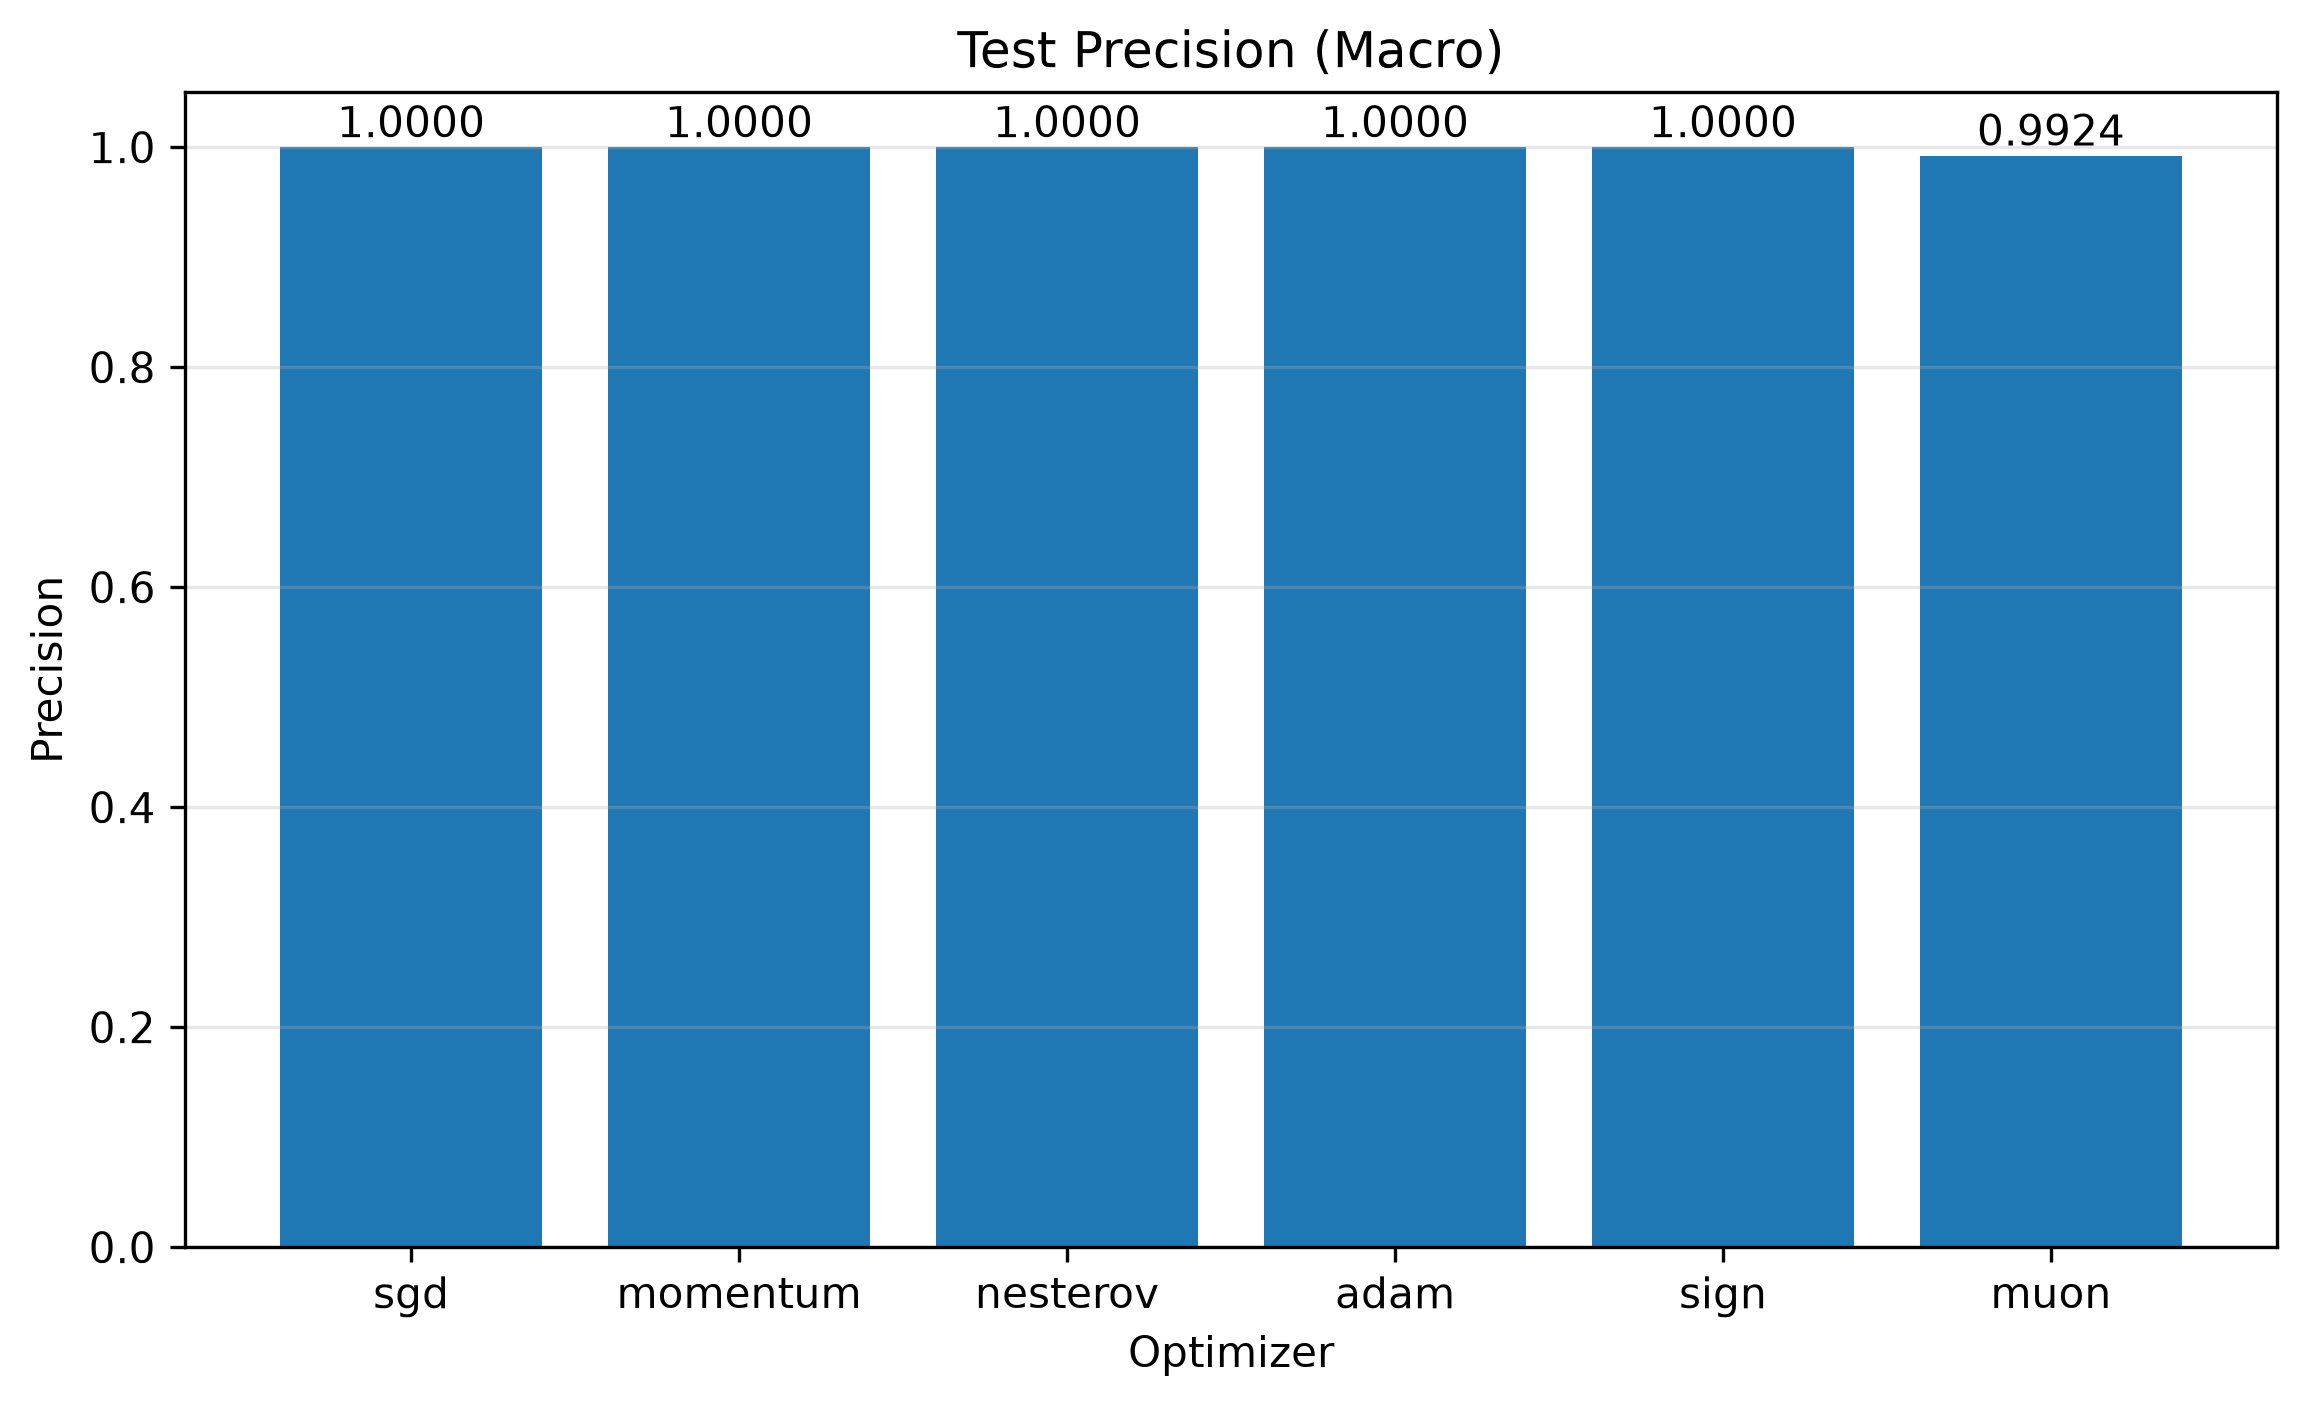 Test Precision (Macro)
1.0000 1.0000 1.0000 1.0000 1.0000 0.9924
1.0
0.8
0.6
0.4
0.2
0.0
Precision
sgd momentum nesterov adam sign muon
Optimizer